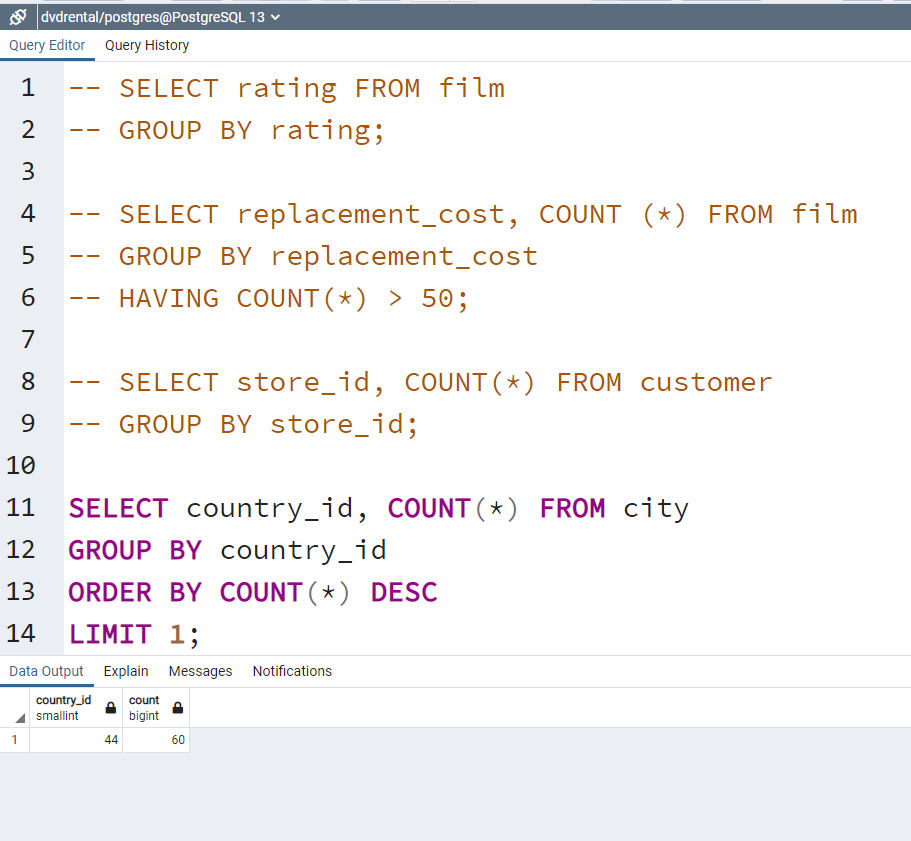 dvdrental/postgres@PostgreSQL 13
Query Editor Query History
1 -- SELECT rating FROM film
2 -- GROUP BY rating;
3
4 -- SELECT replacement_cost, COUNT (*) FROM film
5 -- GROUP BY replacement_cost
6 -- HAVING COUNT(*) > 50;
7
8 -- SELECT store_id, COUNT(*) FROM customer
9 -- GROUP BY store_id;
10
11 SELECT country_id, COUNT(*) FROM city
12 GROUP BY country_id
13 ORDER BY COUNT(*) DESC
14 LIMIT 1;
Data Output Explain Messages Notifications
country_id count
smallint bigint
1 44 60